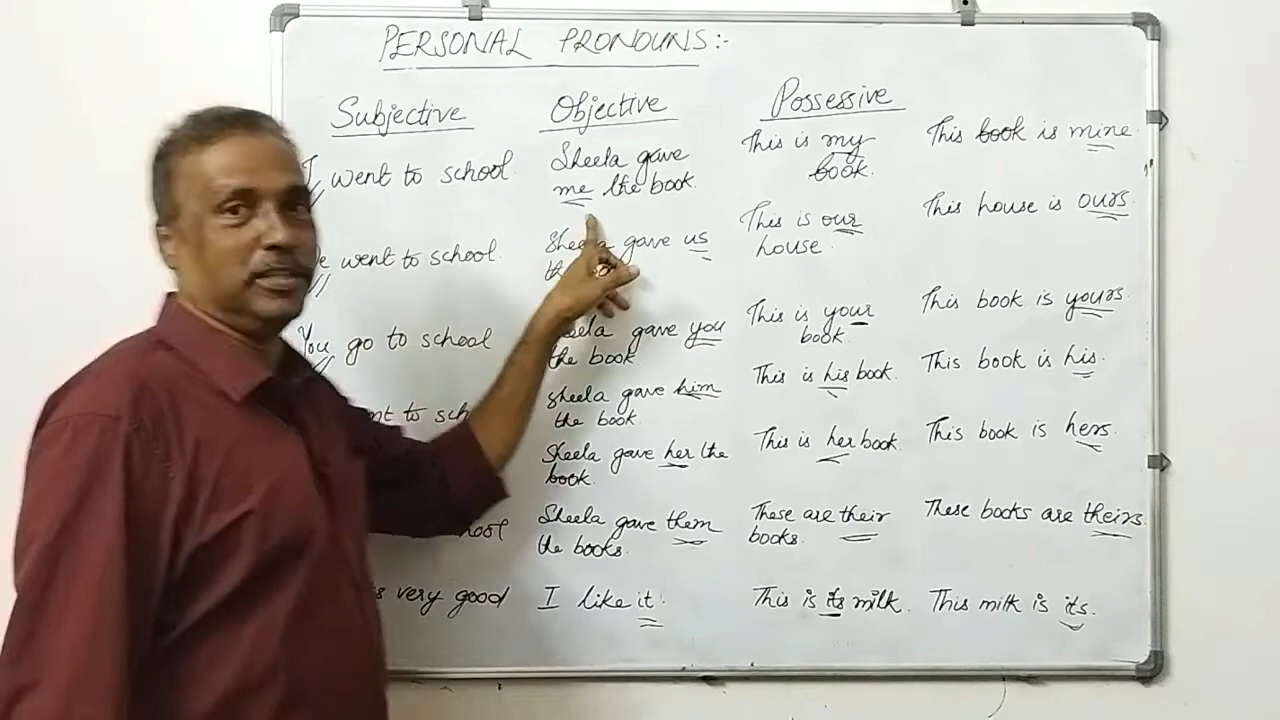 PERSONAL PRONOUNS:-
Subjective
I went to school.
went to school.
You go to school
school
very good
Objective
Sheela gave
me the book.
Sheela gave us
the
Sheela gave you
the book.
Sheela gave him
the book.
Sheela gave her the
book.
Sheela gave them
the books.
I like it.
Possessive
This is my
book.
This is our
house.
This is your
book.
This is his book.
This is her book.
These are their
books.
This is its milk.
This book is mine.
This house is ours.
This book is yours.
This book is his.
This book is hers.
These books are theirs.
This milk is its.